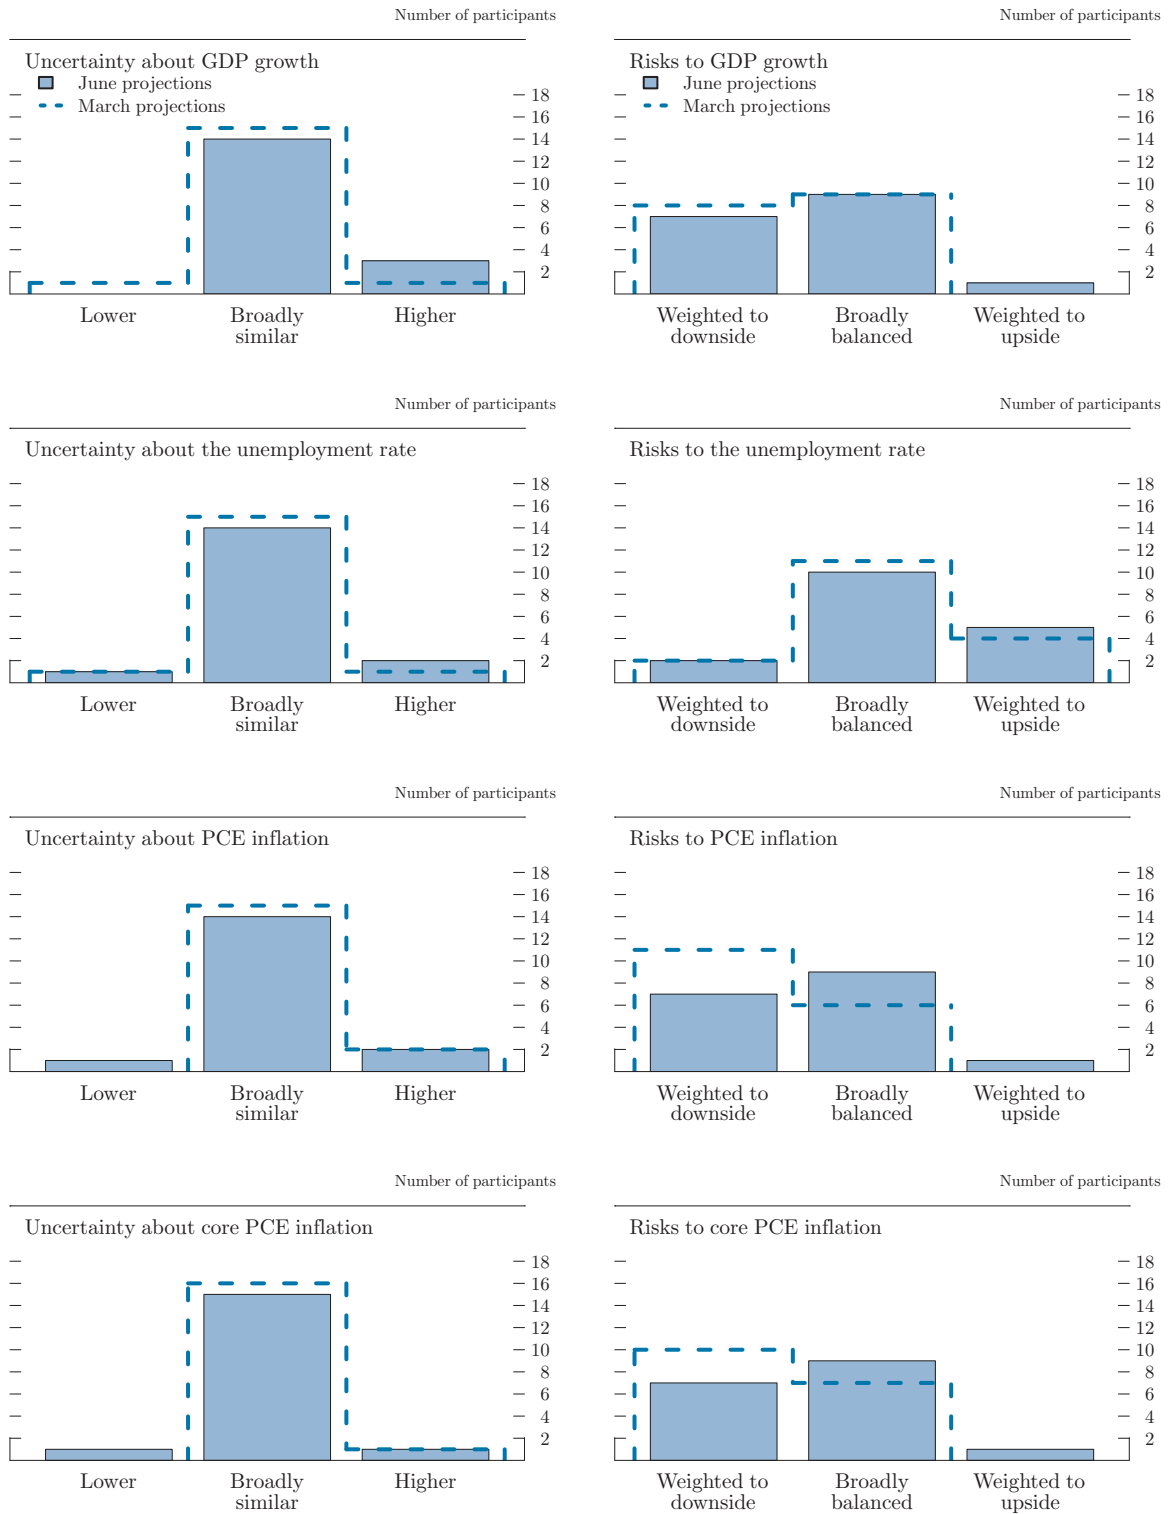 Number of participants
Uncertainty about GDP growth
June projections
March projections
18
16
14
12
10
8
6
4
2
Lower
Broadly
similar
Higher
Number of participants
Risks to GDP growth
June projections
March projections
18
16
14
12
10
8
6
4
2
Weighted to
downside
Broadly
balanced
Weighted to
upside
Number of participants
Uncertainty about the unemployment rate
18
16
14
12
10
8
6
4
2
Lower
Broadly
similar
Higher
Number of participants
Risks to the unemployment rate
18
16
14
12
10
8
6
4
2
Weighted to
downside
Broadly
balanced
Weighted to
upside
Number of participants
Uncertainty about PCE inflation
18
16
14
12
10
8
6
4
2
Lower
Broadly
similar
Higher
Number of participants
Risks to PCE inflation
18
16
14
12
10
8
6
4
2
Weighted to
downside
Broadly
balanced
Weighted to
upside
Number of participants
Uncertainty about core PCE inflation
18
16
14
12
10
8
6
4
2
Lower
Broadly
similar
Higher
Number of participants
Risks to core PCE inflation
18
16
14
12
10
8
6
4
2
Weighted to
downside
Broadly
balanced
Weighted to
upside